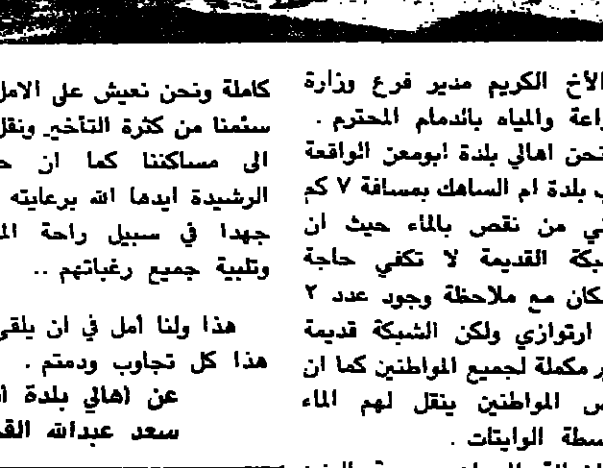 الأخ الكريم مدير فرع وزارة
والمياه بالدمام المحترم .
نحن اهالي بلدة ابومعن الواقعة
بلدة ام الساهك بمسافة ٧ كم
من نقص بالماء حيث ان
القديمة لا تكفي حاجة
مع ملاحظة وجود عدد ٢
ارتوازي ولكن الشبكة قديمة
مكملة لجميع المواطنين كما ان
المواطنين ينقل لهم الماء
الوايتات .
كاملة ونحن نعيش على الامل
سئمنا من كثرة التأخير ونقل
الى مساكننا كما ان
الرشيدة ايدها الله برعايته
جهدا في سبيل راحة
وتلبية جميع رغباتهم ..
هذا ولنا أمل في ان يلقى
هذا كل تجاوب ودمتم .
عن اهالي بلدة
سعد عبدالله